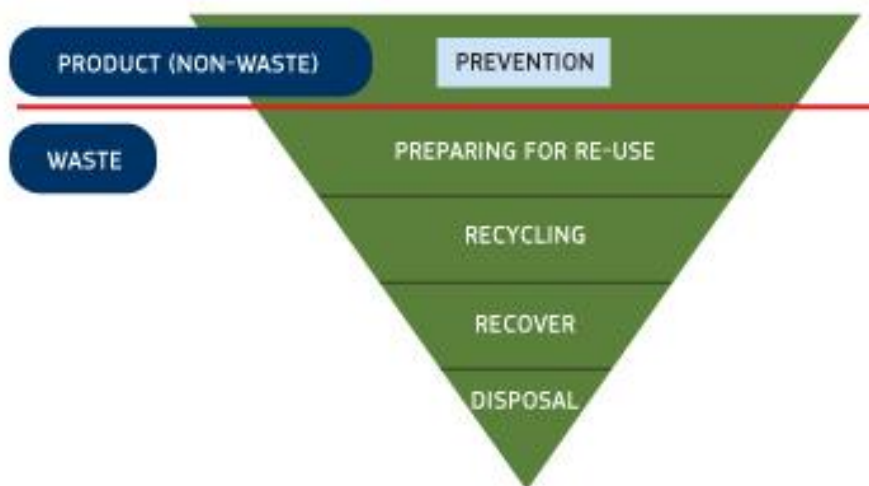 PRODUCT (NON-WASTE)
PREVENTION
WASTE
PREPARING FOR RE-USE
RECYCLING
RECOVER
DISPOSAL